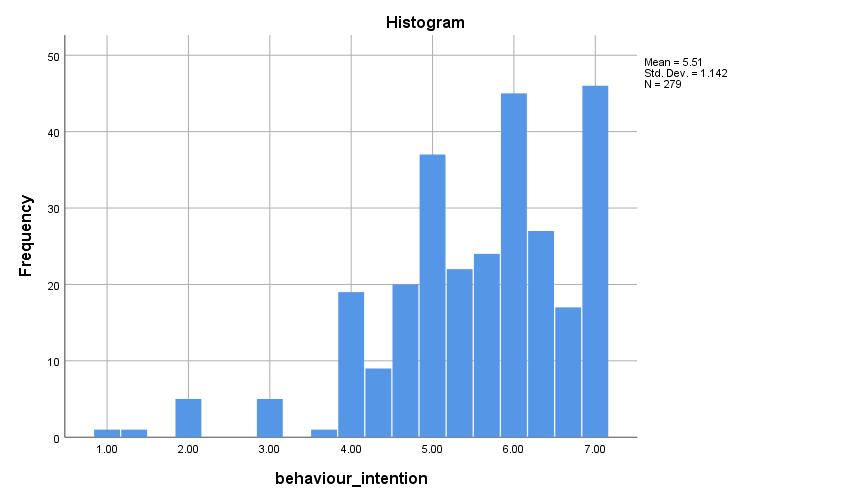 Histogram
Mean = 5.51
Std. Dev. = 1.142
N = 279
50
40
30
20
10
0
Frequency
1.00 2.00 3.00 4.00 5.00 6.00 7.00
behaviour_intention